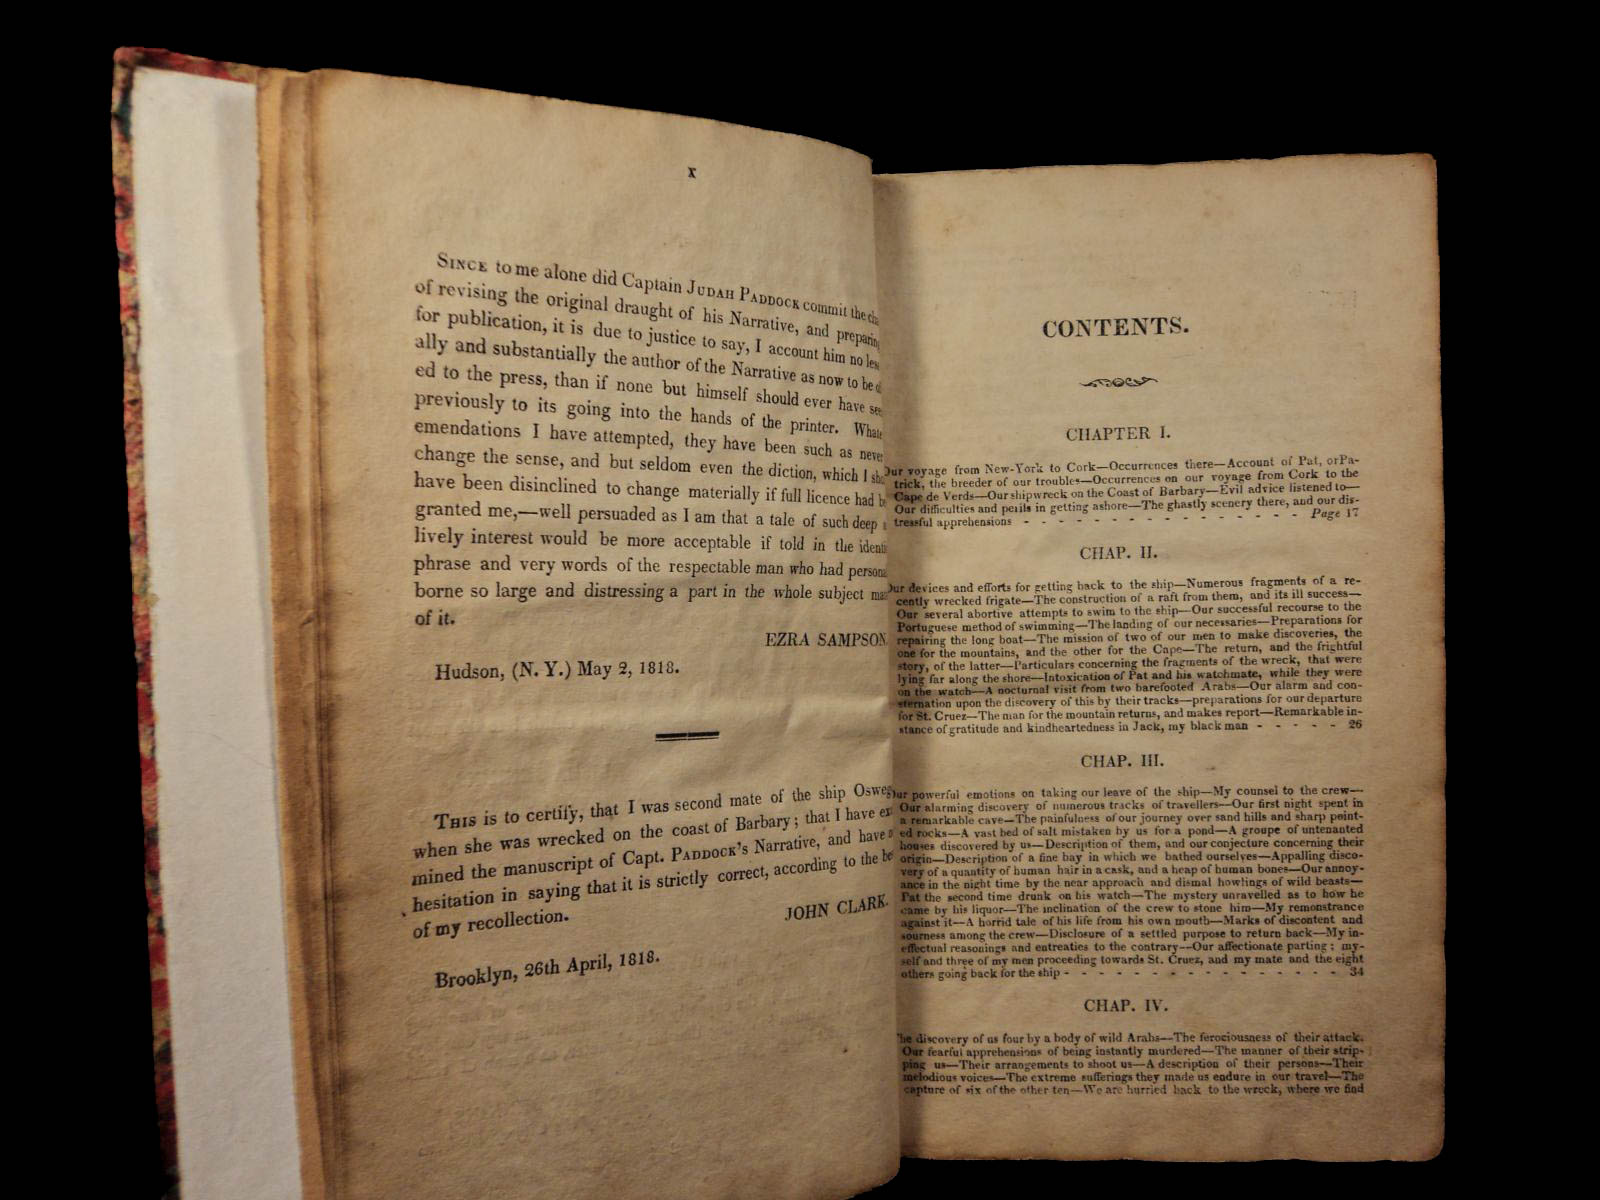 x
SINCE to me alone did Captain JUDAH PADDOCK commit the
of revising the original draught of his Narrative, and
for publication, it is due to justice to say, I account him no
ally and substantially the author of the Narrative as now to be
ed to the press, than if none but himself should ever have
previously to its going into the hands of the printer.
emendations I have attempted, they have been such as
change the sense, and but seldom even the diction, which I
have been disinclined to change materially if full licence had
granted me,—well persuaded as I am that a tale of such deep
lively interest would be more acceptable if told in the
phrase and very words of the respectable man who had
borne so large and distressing a part in the whole subject
of it.
EZRA SAMPSON.
Hudson, (N. Y.) May 2, 1818.
THIS is to certify, that I was second mate of the ship
when she was wrecked on the coast of Barbary; that I have
mined the manuscript of Capt. PADDOCK's Narrative, and have
hesitation in saying that it is strictly correct, according to the
of my recollection.
JOHN CLARK.
Brooklyn, 26th April, 1818.
CONTENTS.
CHAPTER I.
Our voyage from New-York to Cork—Occurrences there—Account of Pat, or Pa-
trick, the breeder of our troubles—Occurrences on our voyage from Cork to the
Cape de Verds—Our shipwreck on the Coast of Barbary—Evil advice listened to—
Our difficulties and perils in getting ashore—The ghastly scenery there, and our dis-
tressful apprehensions - - - - - - - - - - - - - - Page 17
CHAP. II.
Our devices and efforts for getting back to the ship—Numerous fragments of a re-
cently wrecked frigate—The construction of a raft from them, and its ill success—
Our several abortive attempts to swim to the ship—Our successful recourse to the
Portuguese method of swimming—The landing of our necessaries—Preparations for
repairing the long boat—The mission of two of our men to make discoveries, the
one for the mountains, and the other for the Cape—The return, and the frightful
story, of the latter—Particulars concerning the fragments of the wreck, that were
lying far along the shore—Intoxication of Pat and his watchmate, while they were
on the watch—A nocturnal visit from two barefooted Arabs—Our alarm and con-
sternation upon the discovery of this by their tracks—preparations for our departure
for St. Cruez—The man for the mountain returns, and makes report—Remarkable in-
stance of gratitude and kindheartedness in Jack, my black man - - - - - 26
CHAP. III.
Our powerful emotions on taking our leave of the ship—My counsel to the crew—
Our alarming discovery of numerous tracks of travellers—Our first night spent in
a remarkable cave—The painfulness of our journey over sand hills and sharp point-
ed rocks—A vast bed of salt mistaken by us for a pond—A groupe of untenanted
houses discovered by us—Description of them, and our conjecture concerning their
origin—Description of a fine bay in which we bathed ourselves—Appalling disco-
very of a quantity of human hair in a cask, and a heap of human bones—Our annoy-
ance in the night time by the near approach and dismal howlings of wild beasts—
Pat the second time drunk on his watch—The mystery unravelled as to how he
came by his liquor—The inclination of the crew to stone him—My remonstrance
against it—A horrid tale of his life from his own mouth—Marks of discontent and
sourness among the crew—Disclosure of a settled purpose to return back—My in-
effectual reasonings and entreaties to the contrary—Our affectionate parting; my-
self and three of my men proceeding towards St. Cruez, and my mate and the eight
others going back for the ship - - - - - - - - - - - - - - - 34
CHAP. IV.
The discovery of us four by a body of wild Arabs—The ferociousness of their attack.
Our fearful apprehensions of being instantly murdered—The manner of their strip-
ping us—Their arrangements to shoot us—A description of their persons—Their
melodious voices—The extreme sufferings they made us endure in our travel—The
capture of six of the other ten—We are hurried back to the wreck, where we find